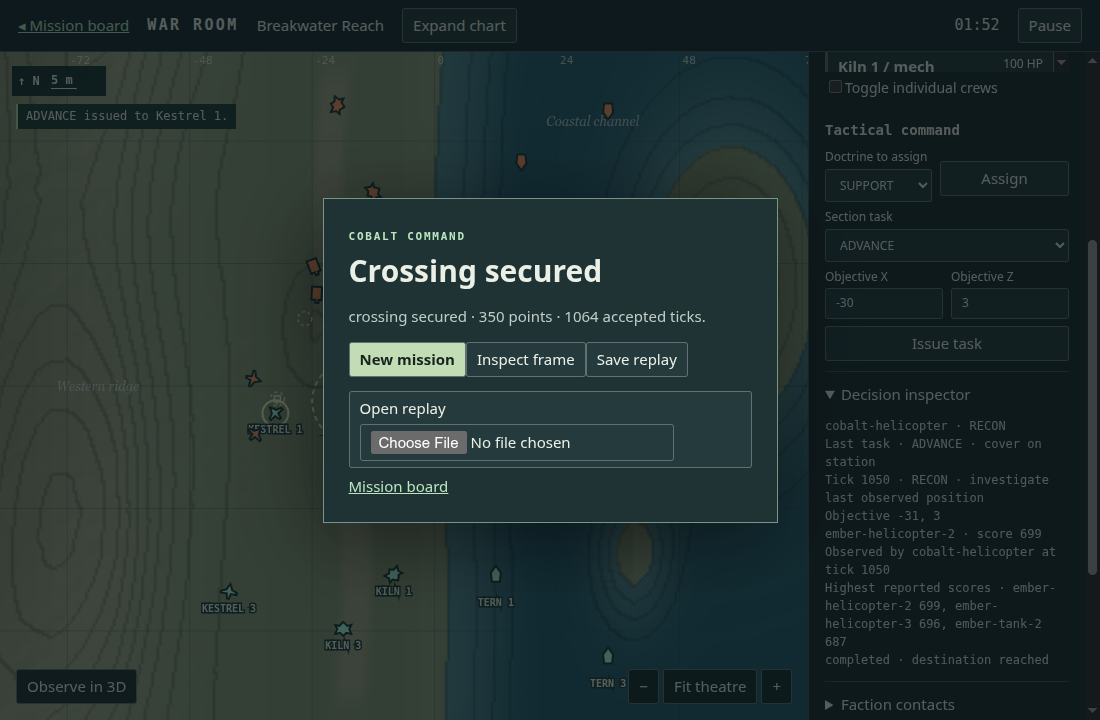 ◂ Mission board WAR ROOM Breakwater Reach Expand chart 01:52 Pause
-72 -48 -24 0 24 48
↑ N 5 m
ADVANCE issued to Kestrel 1.
Coastal channel
Western ridge
KESTREL 1
KILN 1
TERN 1
KESTREL 3
KILN 3
TERN 3
Observe in 3D
− Fit theatre +
COBALT COMMAND
Crossing secured
crossing secured · 350 points · 1064 accepted ticks.
New mission Inspect frame Save replay
Open replay
Choose File No file chosen
Mission board
Kiln 1 / mech 100 HP
Toggle individual crews
Tactical command
Doctrine to assign
SUPPORT Assign
Section task
ADVANCE
Objective X Objective Z
-30 3
Issue task
▼ Decision inspector
cobalt-helicopter · RECON
Last task · ADVANCE · cover on
station
Tick 1050 · RECON · investigate
last observed position
Objective -31, 3
ember-helicopter-2 · score 699
Observed by cobalt-helicopter at
tick 1050
Highest reported scores · ember-
helicopter-2 699, ember-
helicopter-3 696, ember-tank-2
687
completed · destination reached
▶ Faction contacts